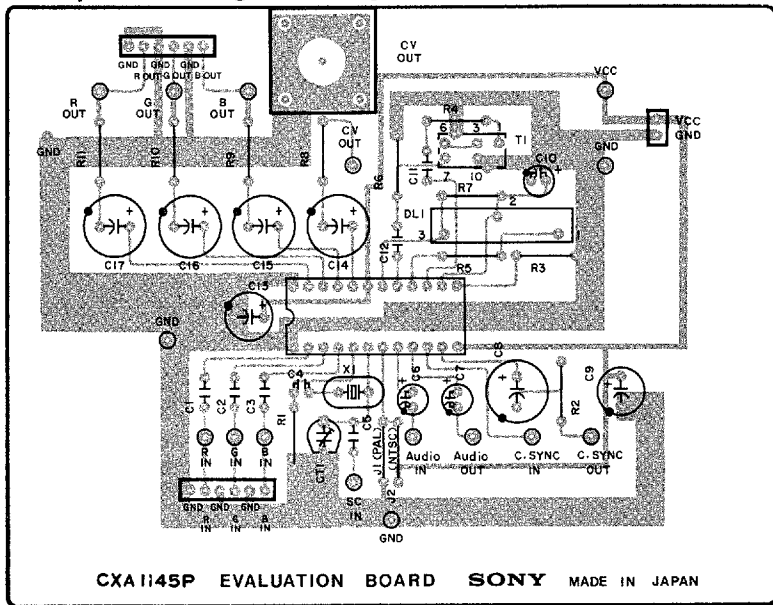 GND GND GND
R OUT G OUT B OUT
CV
OUT
VCC
R
OUT
G
OUT
B
OUT
CV
OUT
VCC
GND
GND
GND
R11
R10
R9
R8
R6
R4
6 3
T1
C11
7 10
C10
R7
2
DL1
3
1
C12
C17
C16
C15
C14
R5
R3
C13
GND
C8
C9
C1
C2
C3
C4
X1
C5
C6
C7
R1
R2
CT1
J1 (PAL)
(NTSC)
J2
R
IN
G
IN
B
IN
Audio
IN
Audio
OUT
C. SYNC
IN
C. SYNC
OUT
SC
IN
GND GND GND
R
IN
G
IN
B
IN
GND
CXA1145P EVALUATION BOARD SONY MADE IN JAPAN